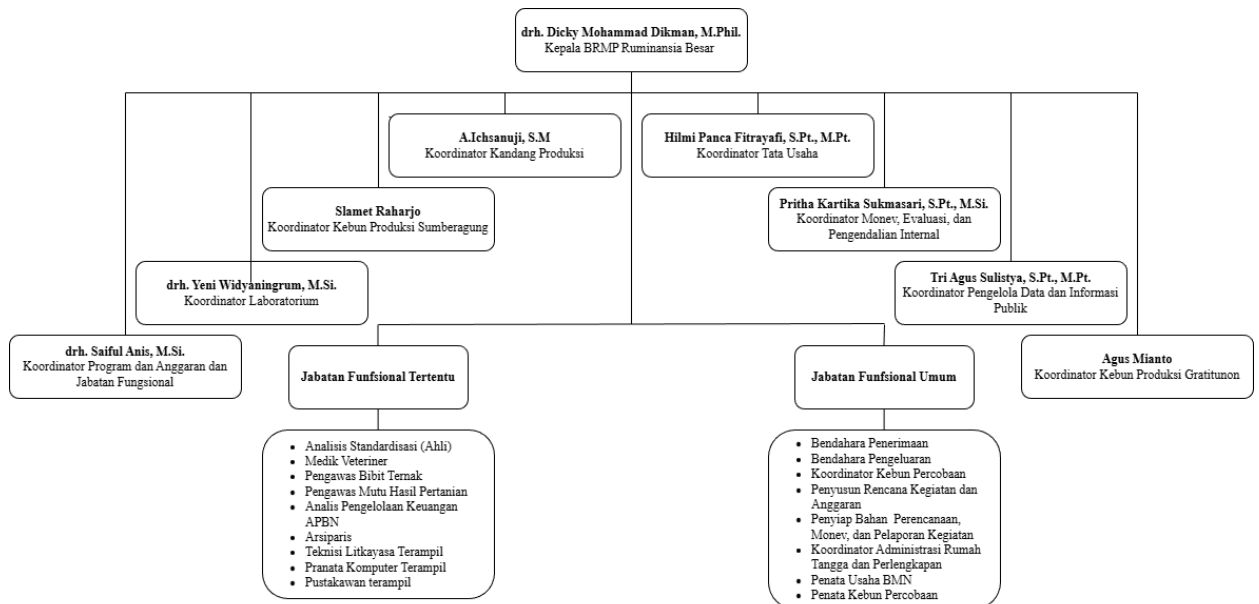 drh. Dicky Mohammad Dikman, M.Phil.
Kepala BRMP Ruminansia Besar
A.Ichsanuji, S.M
Koordinator Kandang Produksi
Hilmi Panca Fitrayafi, S.Pt., M.Pt.
Koordinator Tata Usaha
Slamet Raharjo
Koordinator Kebun Produksi Sumberagung
Pritha Kartika Sukmasari, S.Pt., M.Si.
Koordinator Monev, Evaluasi, dan
Pengendalian Internal
drh. Yeni Widyaningrum, M.Si.
Koordinator Laboratorium
Tri Agus Sulistya, S.Pt., M.Pt.
Koordinator Pengelola Data dan Informasi
Publik
drh. Saiful Anis, M.Si.
Koordinator Program dan Anggaran dan
Jabatan Fungsional
Jabatan Funfsional Tertentu
Jabatan Funfsional Umum
Agus Mianto
Koordinator Kebun Produksi Gratitunon
• Analisis Standardisasi (Ahli)
• Medik Veteriner
• Pengawas Bibit Ternak
• Pengawas Mutu Hasil Pertanian
• Analis Pengelolaan Keuangan
APBN
• Arsiparis
• Teknisi Litkayasa Terampil
• Pranata Komputer Terampil
• Pustakawan terampil
• Bendahara Penerimaan
• Bendahara Pengeluaran
• Koordinator Kebun Percobaan
• Penyusun Rencana Kegiatan dan
Anggaran
• Penyiap Bahan Perencanaan,
Monev, dan Pelaporan Kegiatan
• Koordinator Administrasi Rumah
Tangga dan Perlengkapan
• Penata Usaha BMN
• Penata Kebun Percobaan